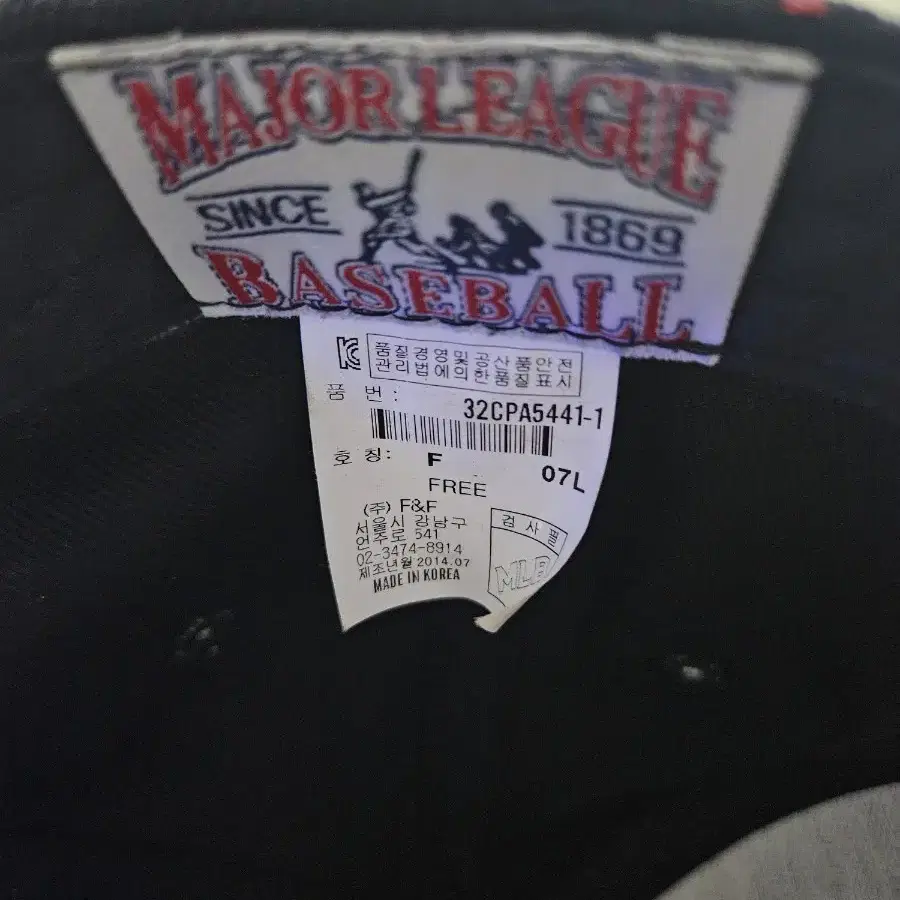 MAJOR LEAGUE
SINCE 1869
BASEBALL
품질경영및공산품안전
관리법에의한품질표시
품 번 :
32CPA5441-1
호 칭: F 07L
FREE
(주) F&F
서울시 강남구
언주로 541
02-3474-8914
제조년월 2014.07
MADE IN KOREA
검사필
MLB